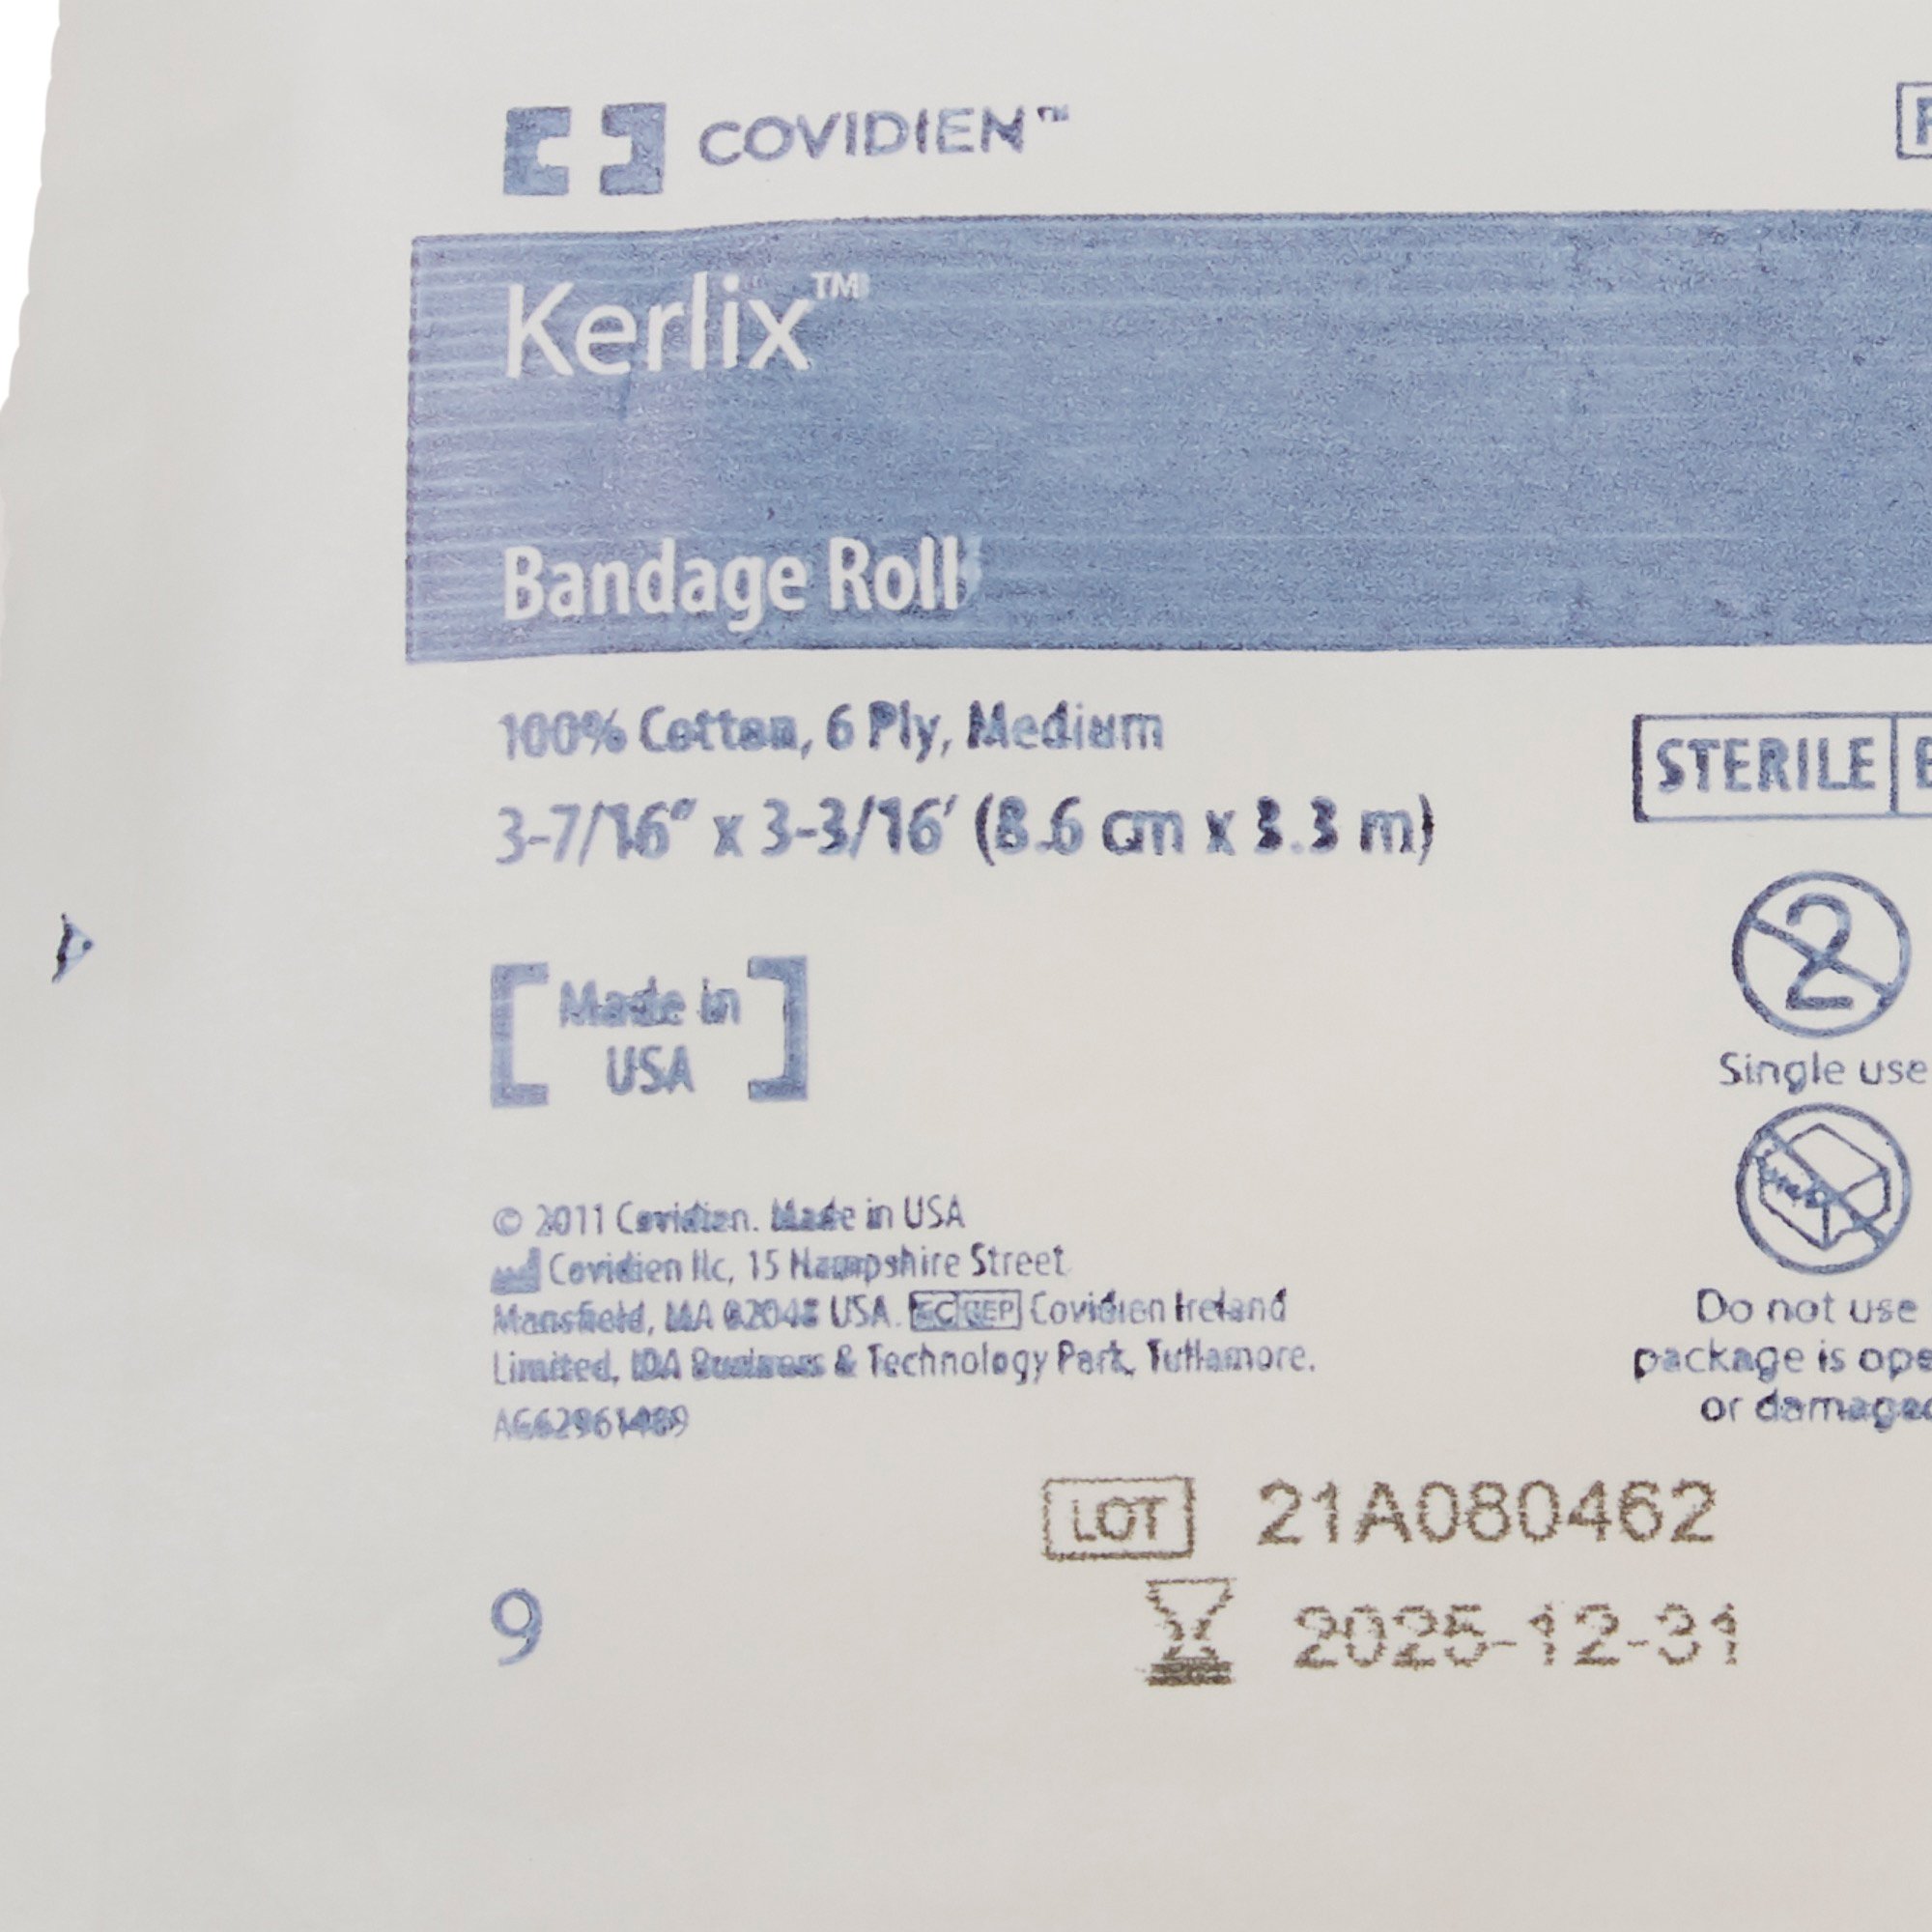 COVIDIEN™
Kerlix™
Bandage Roll
100% Cotton, 6 Ply, Medium
3-7/16" x 3-3/16' (8.6 cm x 3.3 m)
STERILE
2
Single use
Made in
USA
© 2011 Covidien. Made in USA
Covidien llc, 15 Hampshire Street
Mansfield, MA 02048 USA. EC REP Covidien Ireland
Limited, IDA Business & Technology Park, Tullamore.
Do not use
package is ope
or damaged
LOT 21A080462
9
2025-12-31